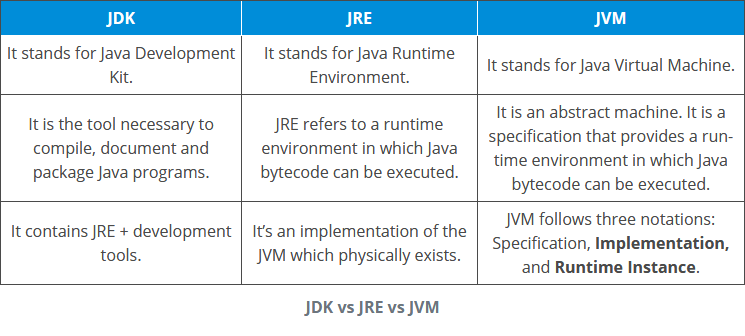 JDK JRE JVM
It stands for Java Development
Kit.
It stands for Java Runtime
Environment.
It stands for Java Virtual Machine.
It is the tool necessary to
compile, document and
package Java programs.
JRE refers to a runtime
environment in which Java
bytecode can be executed.
It is an abstract machine. It is a
specification that provides a run-
time environment in which Java
bytecode can be executed.
It contains JRE + development
tools.
It’s an implementation of the
JVM which physically exists.
JVM follows three notations:
Specification, Implementation,
and Runtime Instance.
JDK vs JRE vs JVM